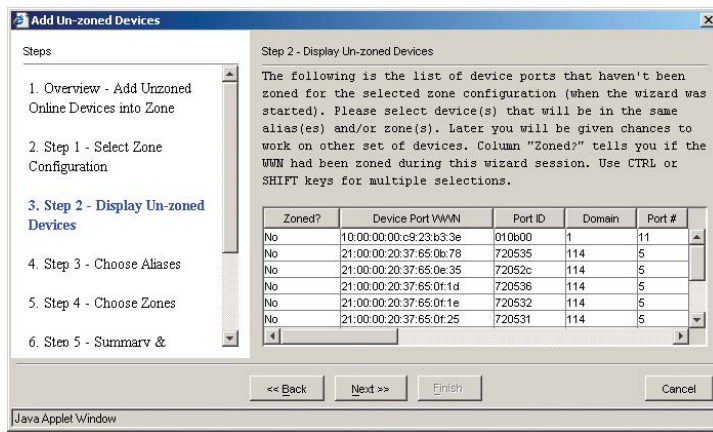 Add Un-zoned Devices
Steps
1. Overview - Add Unzoned
Online Devices into Zone
2. Step 1 - Select Zone
Configuration
3. Step 2 - Display Un-zoned
Devices
4. Step 3 - Choose Aliases
5. Step 4 - Choose Zones
6. Step 5 - Summary &
Step 2 - Display Un-zoned Devices
The following is the list of device ports that haven't been
zoned for the selected zone configuration (when the wizard was
started). Please select device(s) that will be in the same
alias(es) and/or zone(s). Later you will be given chances to
work on other set of devices. Column "Zoned?" tells you if the
WWN had been zoned during this wizard session. Use CTRL or
SHIFT keys for multiple selections.
Zoned? Device Port WWN Port ID Domain Port #
No 10:00:00:00:c9:23:b3:3e 010b00 1 11
No 21:00:00:20:37:65:0b:78 720535 114 5
No 21:00:00:20:37:65:0e:35 72052c 114 5
No 21:00:00:20:37:65:0f:1d 720536 114 5
No 21:00:00:20:37:65:0f:1e 720532 114 5
No 21:00:00:20:37:65:0f:25 720531 114 5
<< Back Next >> Finish Cancel
Java Applet Window